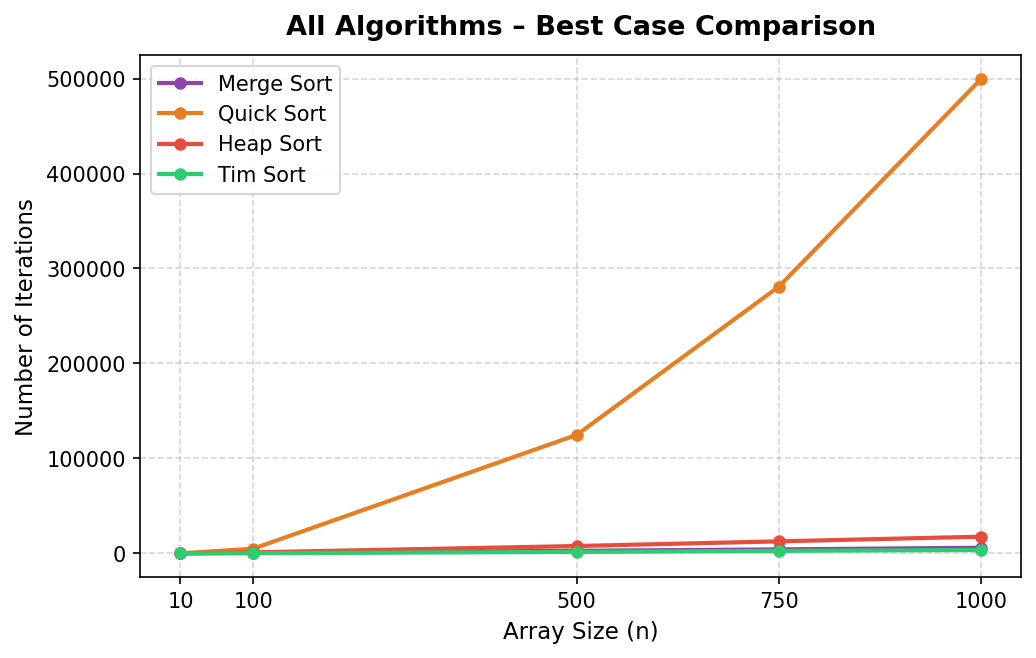 All Algorithms – Best Case Comparison
Merge Sort
Quick Sort
Heap Sort
Tim Sort
Number of Iterations
500000
400000
300000
200000
100000
0
10 100 500 750 1000
Array Size (n)